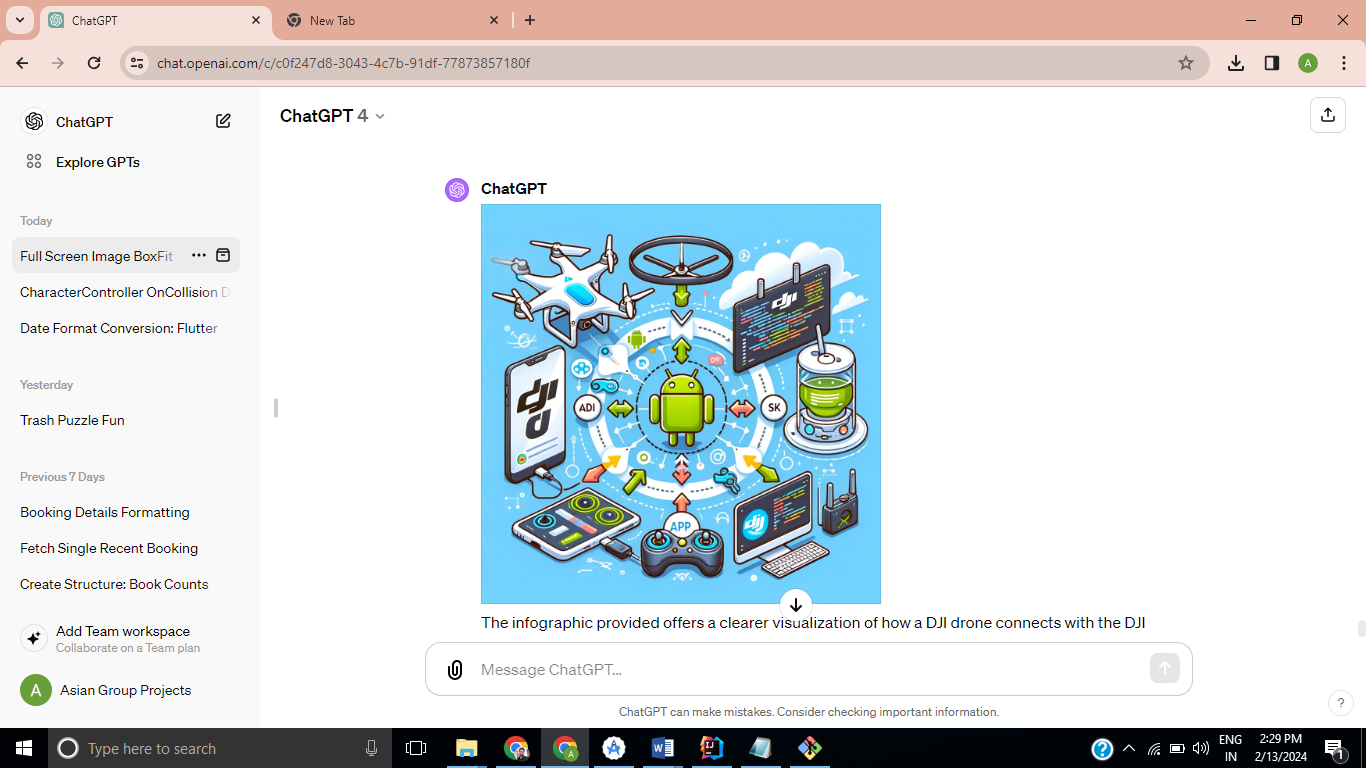 ChatGPT
New Tab
chat.openai.com/c/c0f247d8-3043-4c7b-91df-77873857180f
A
ChatGPT
Explore GPTs
Today
Full Screen Image BoxFit
CharacterController OnCollision D
Date Format Conversion: Flutter
Yesterday
Trash Puzzle Fun
Previous 7 Days
Booking Details Formatting
Fetch Single Recent Booking
Create Structure: Book Counts
Add Team workspace
Collaborate on a Team plan
A
Asian Group Projects
ChatGPT 4
ChatGPT
dji
dji
d
ADI
SK
APP
dji
The infographic provided offers a clearer visualization of how a DJI drone connects with the DJI
Message ChatGPT...
ChatGPT can make mistakes. Consider checking important information.
?
Type here to search
ENG
IN
2:29 PM
2/13/2024
1